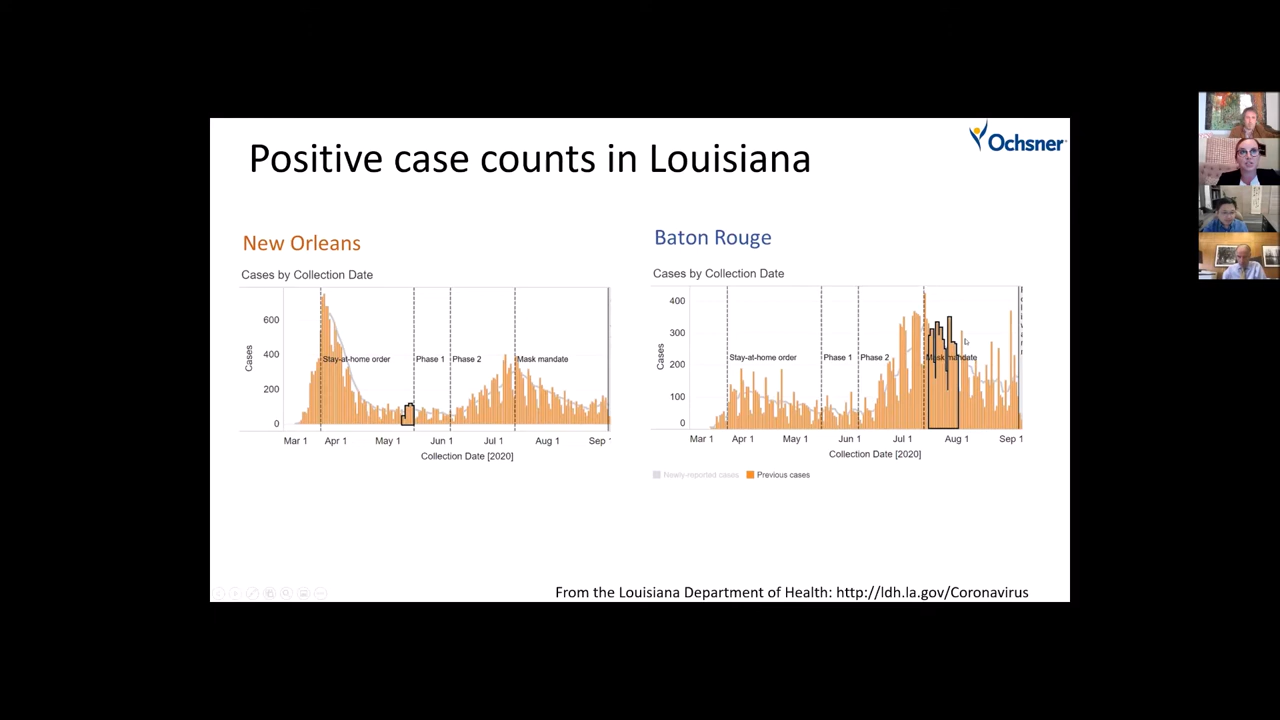 Ochsner
Positive case counts in Louisiana
New Orleans
Cases by Collection Date
Cases
600
400
200
0
Stay-at-home order
Phase 1
Phase 2
Mask mandate
Mar 1
Apr 1
May 1
Jun 1
Jul 1
Aug 1
Sep
Collection Date [2020]
Baton Rouge
Cases by Collection Date
Cases
400
300
200
100
0
Stay-at-home order
Phase 1
Phase 2
Mask mandate
Mar 1
Apr 1
May 1
Jun 1
Jul 1
Aug 1
Sep 1
Collection Date [2020]
Newly-reported cases
Previous cases
From the Louisiana Department of Health: http://ldh.la.gov/Coronavirus